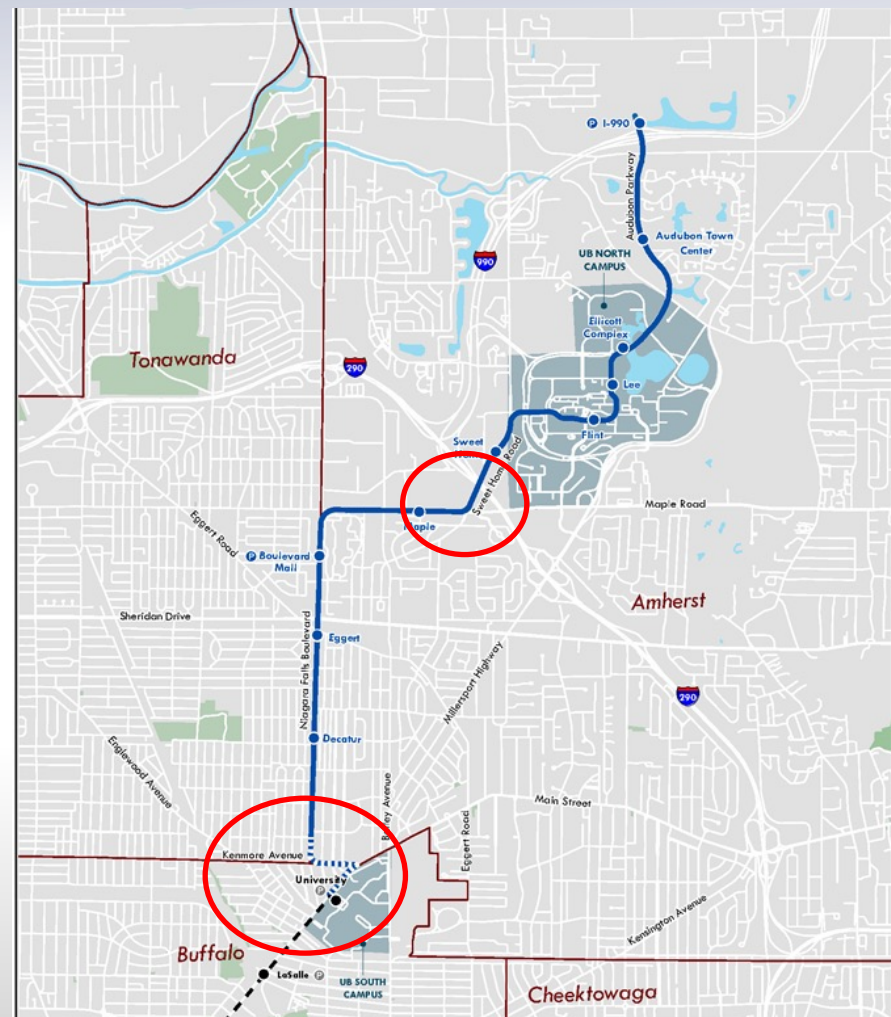 P I-990
Audubon Parkway
Audubon Town
Center
UB NORTH
CAMPUS
990
Ellicott
Complex
Tonawanda
290
Lee
Flint
Sweet
Sweet Home Road
Maple Road
Maple
Eggert Road
P Boulevard
Mall
Amherst
Sheridan Drive
Eggert
Niagara Falls Boulevard
Millersport Highway
290
Decatur
Englewood Avenue
Main Street
Eggert Road
Kenmore Avenue
University
P
Kensington Avenue
Buffalo
LaSalle P
UB SOUTH
CAMPUS
Cheektowaga